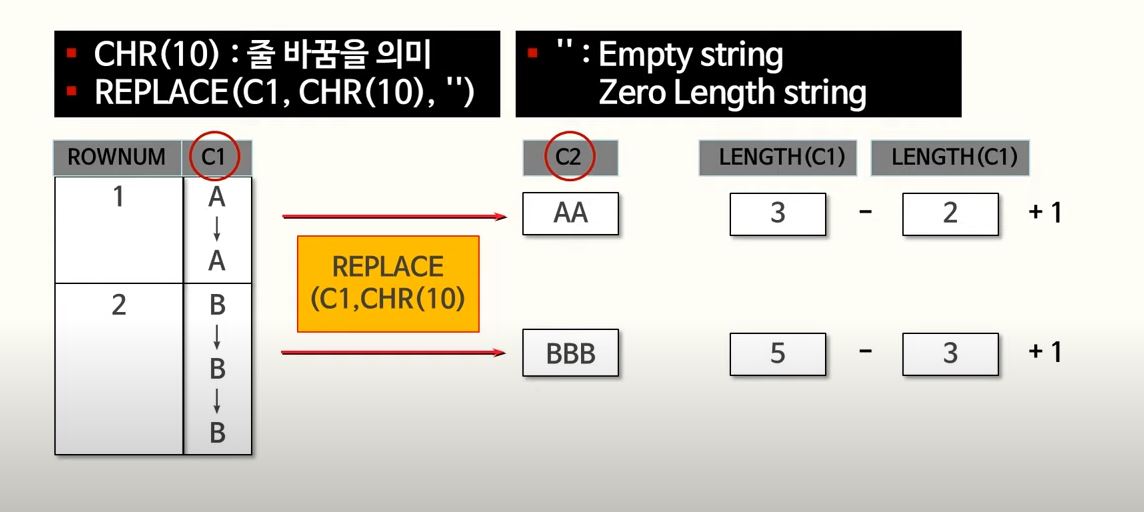 ▪ CHR(10) : 줄 바꿈을 의미
▪ REPLACE(C1, CHR(10), '')
▪ '' : Empty string
Zero Length string
ROWNUM C1 C2 LENGTH(C1) LENGTH(C1)
1 A
↓
A
AA 3 - 2 + 1
REPLACE
(C1,CHR(10)
2 B
↓
B
↓
B
BBB 5 - 3 + 1